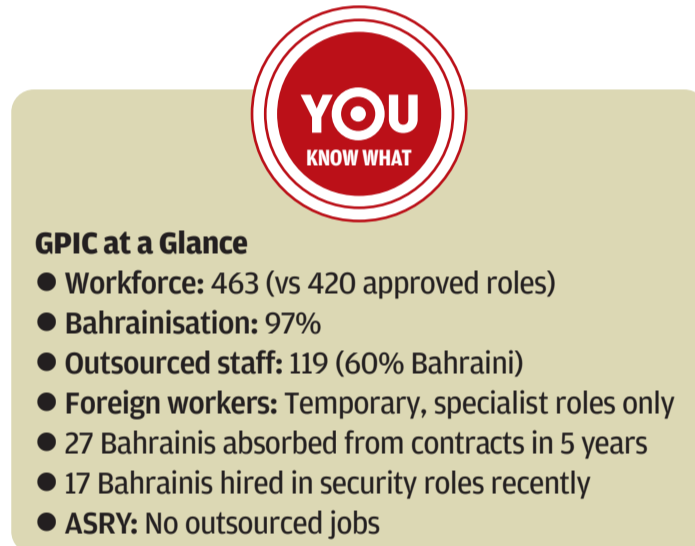 YOU
KNOW WHAT
GPIC at a Glance
● Workforce: 463 (vs 420 approved roles)
● Bahrainisation: 97%
● Outsourced staff: 119 (60% Bahraini)
● Foreign workers: Temporary, specialist roles only
● 27 Bahrainis absorbed from contracts in 5 years
● 17 Bahrainis hired in security roles recently
● ASRY: No outsourced jobs